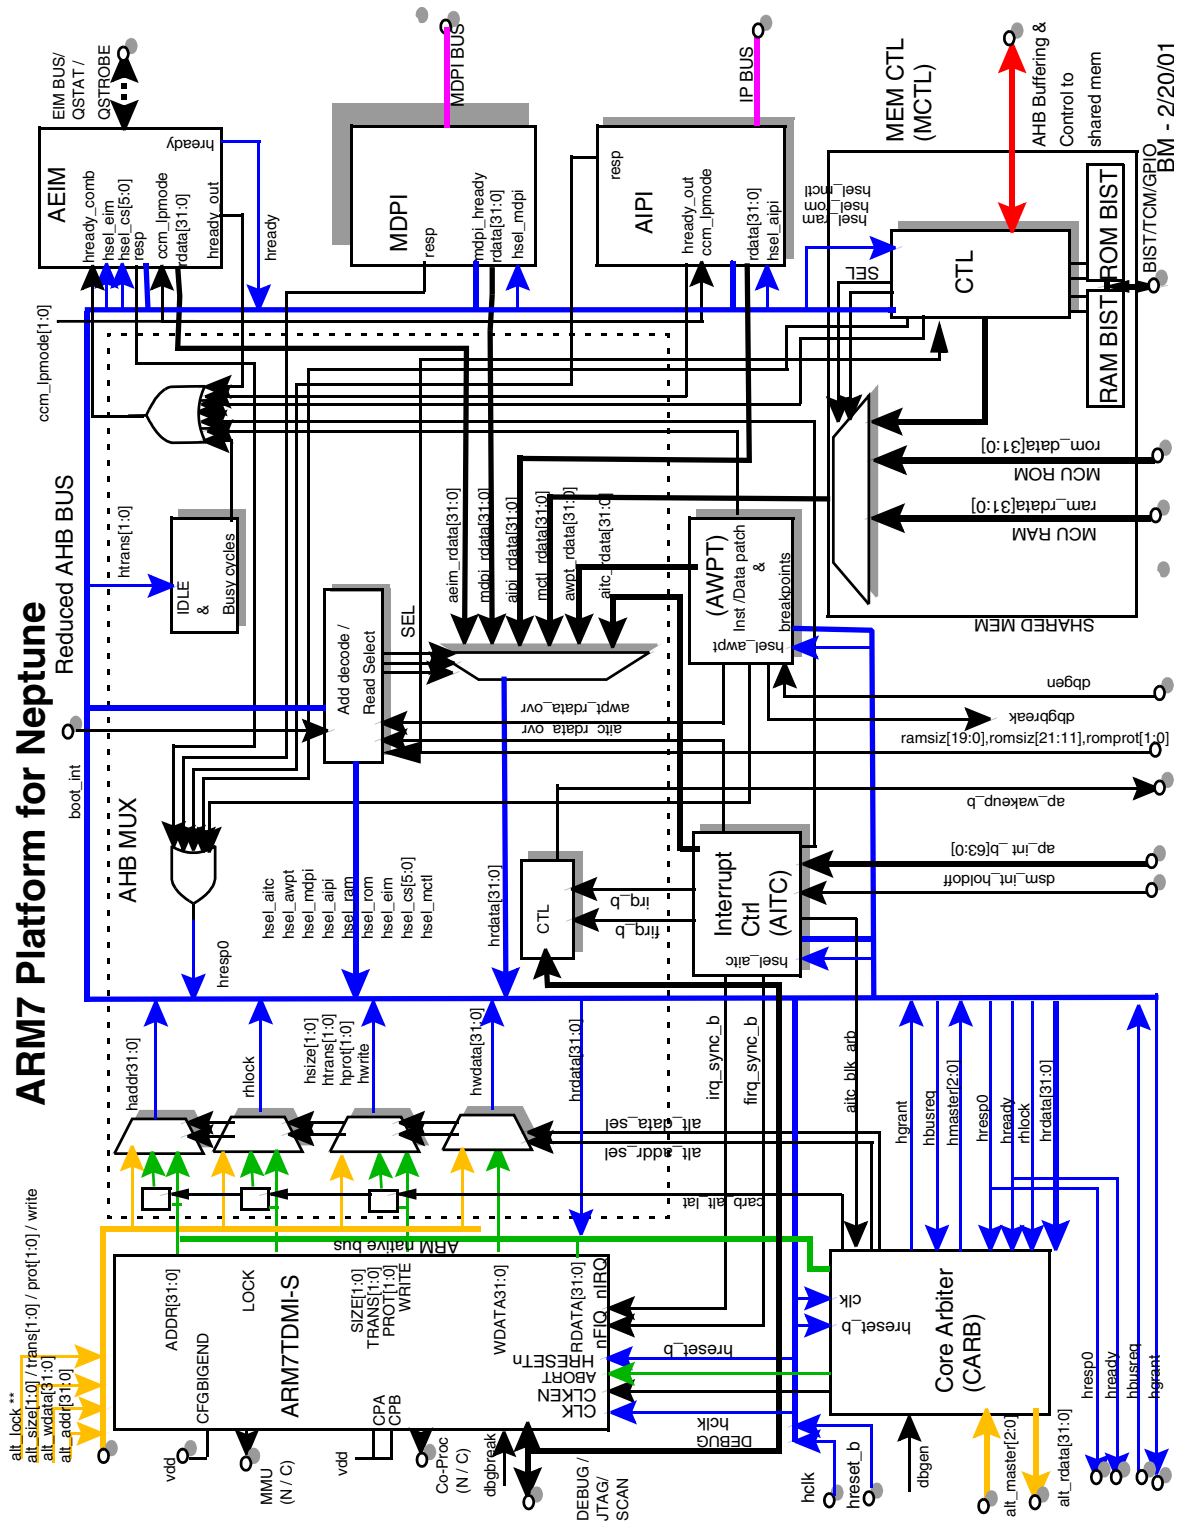 ARM7 Platform for Neptune
Reduced AHB BUS
AHB MUX
boot_int
ccm_lpmode[1:0]
htrans[1:0]
IDLE
&
Busy cycles
EIM BUS/
QSTAT /
QSTROBE
AEIM
hready_comb
hsel_eim
hsel_cs[5:0]
resp
ccm_lpmode
rdata[31:0]
hready_out
hready
hready
MDPI BUS
MDPI
resp
mdpi_hready
rdata[31:0]
hsel_mdpi
IP BUS
AIPI
resp
hready_out
ccm_lpmode
rdata[31:0]
hsel_aipi
MEM CTL
(MCTL)
hsel_mctl
hsel_rom
hsel_ram
SEL
CTL
AHB Buffering &
Control to
shared mem
BM - 2/20/01
BIST/TCM/GPIO
ROM BIST
RAM BIST
rom_data[31:0]
MCU ROM
ram_rdata[31:0]
MCU RAM
SHARED MEM
Add decode /
Read Select
SEL
aeim_rdata[31:0]
mdpi_rdata[31:0]
aipi_rdata[31:0]
mctl_rdata[31:0]
awpt_rdata[31:0]
aitc_rdata[31:0]
awpt_rdata_ovr
aitc_rdata_ovr
(AWPT)
Inst /Data patch
&
breakpoints
hsel_awpt
dbgen
dbgbreak
ramsiz[19:0],romsiz[21:11],romprot[1:0]
ap_wakeup_b
ap_int_b[63:0]
dsm_int_holdoff
hresp0
hsel_aitc
hsel_awpt
hsel_mdpi
hsel_aipi
hsel_ram
hsel_rom
hsel_eim
hsel_cs[5:0]
hsel_mctl
hrdata[31:0]
CTL
irq_b
firq_b
Interrupt
Ctrl
(AITC)
hsel_aitc
haddr31:0]
rhlock
hsize[1:0]
htrans[1:0]
hprot[1:0]
hwrite
hwdata[31:0]
hrdata[31:0]
irq_sync_b
firq_sync_b
aitc_blk_arb
alt_data_sel
alt_addr_sel
carb_alt_lat
hgrant
hbusreq
hmaster[2:0]
hresp0
hready
rhlock
hrdata[31:0]
ARM native bus
alt_lock **
alt_size[1:0] / trans[1:0] / prot[1:0] / write
alt_wdata[31:0]
alt_addr[31:0]
ADDR[31:0]
CFGBIGEND
LOCK
ARM7TDMI-S
SIZE[1:0]
TRANS[1:0]
PROT[1:0]
WRITE
CPA
CPB
WDATA31:0]
RDATA[31:0]
nIRQ
nFIQ
HRESETn
ABORT
CLKEN
CLK
hreset_b
hclk
DEBUG
vdd
MMU
(N / C)
vdd
Co-Proc
(N / C)
dbgbreak
DEBUG /
JTAG/
SCAN
hclk
hreset_b
clk
hreset_b
Core Arbiter
(CARB)
dbgen
alt_master[2:0]
alt_rdata[31:0]
hresp0
hready
hbusreq
hgrant